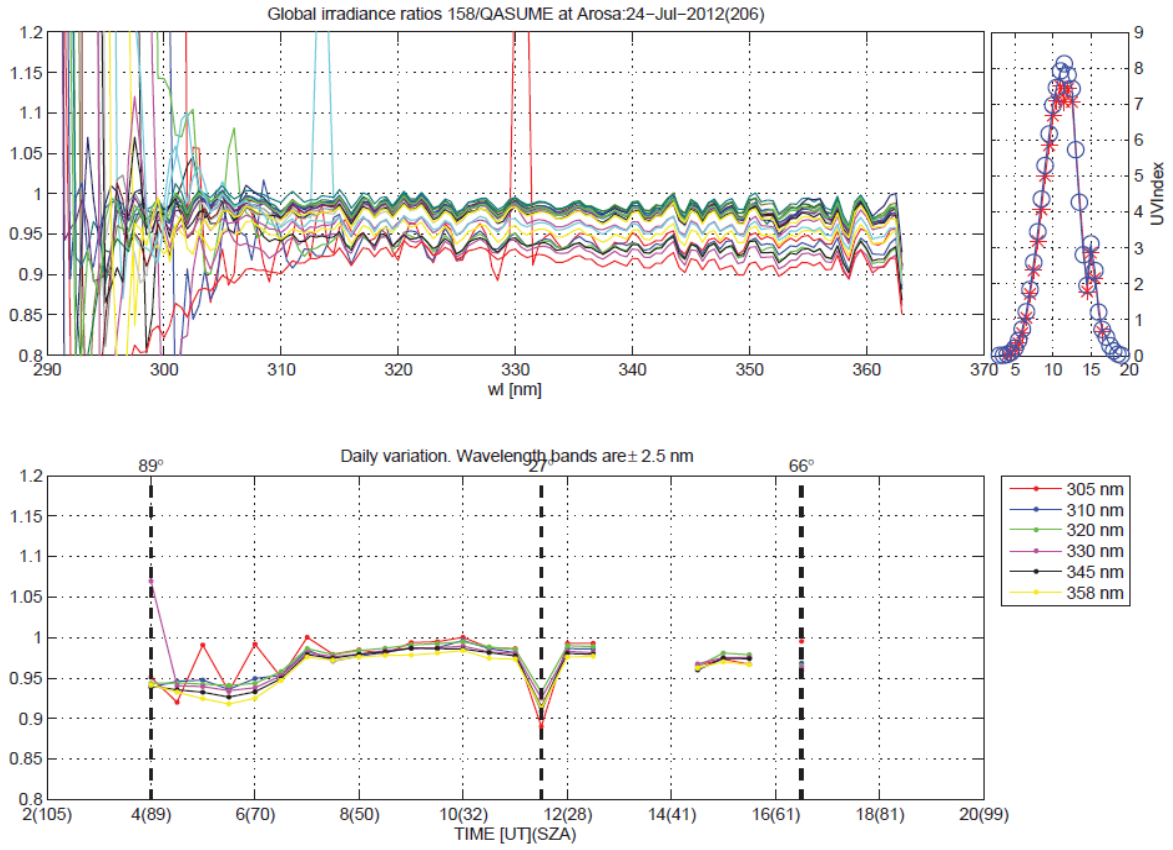 Global irradiance ratios 158/QASUME at Arosa:24-Jul-2012(206)
1.2
1.15
1.1
1.05
1
0.95
0.9
0.85
0.8
290 300 310 320 330 340 350 360 370
wl [nm]
9
8
7
6
5
4
3
2
1
0
UVIndex
5 10 15 20
Daily variation. Wavelength bands are± 2.5 nm
89° 27° 66°
1.2
1.15
1.1
1.05
1
0.95
0.9
0.85
0.8
2(105) 4(89) 6(70) 8(50) 10(32) 12(28) 14(41) 16(61) 18(81) 20(99)
TIME [UT](SZA)
305 nm
310 nm
320 nm
330 nm
345 nm
358 nm